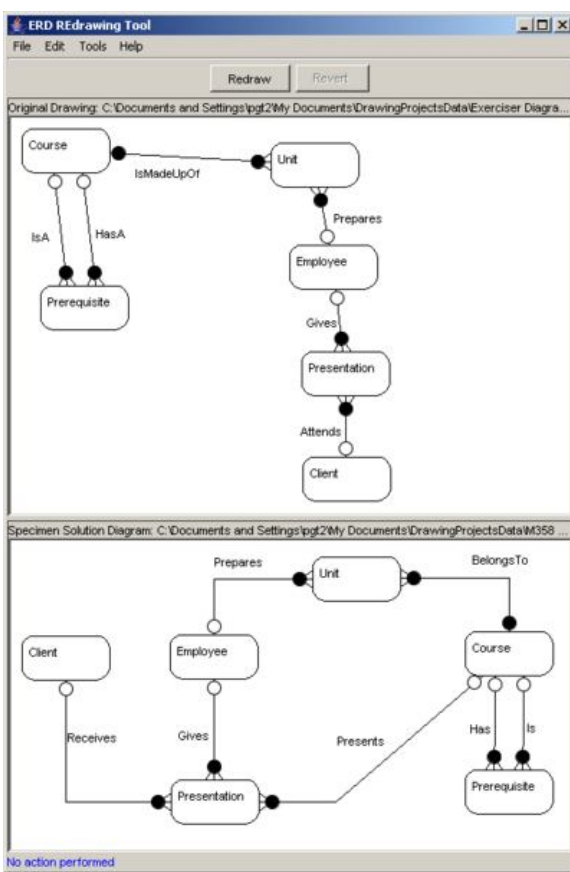 ERD REdrawing Tool
File Edit Tools Help
Redraw Revert
Original Drawing: C:\Documents and Settings\pgt2\My Documents\DrawingProjectsData\Exerciser Diagra...
Course
Unit
IsMadeUpOf
Prepares
IsA HasA
Employee
Prerequisite
Gives
Presentation
Attends
Client
Specimen Solution Diagram: C:\Documents and Settings\pgt2\My Documents\DrawingProjectsData\M358 ...
Prepares BelongsTo
Unit
Client Employee Course
Receives Gives Presents Has Is
Presentation Prerequisite
No action performed